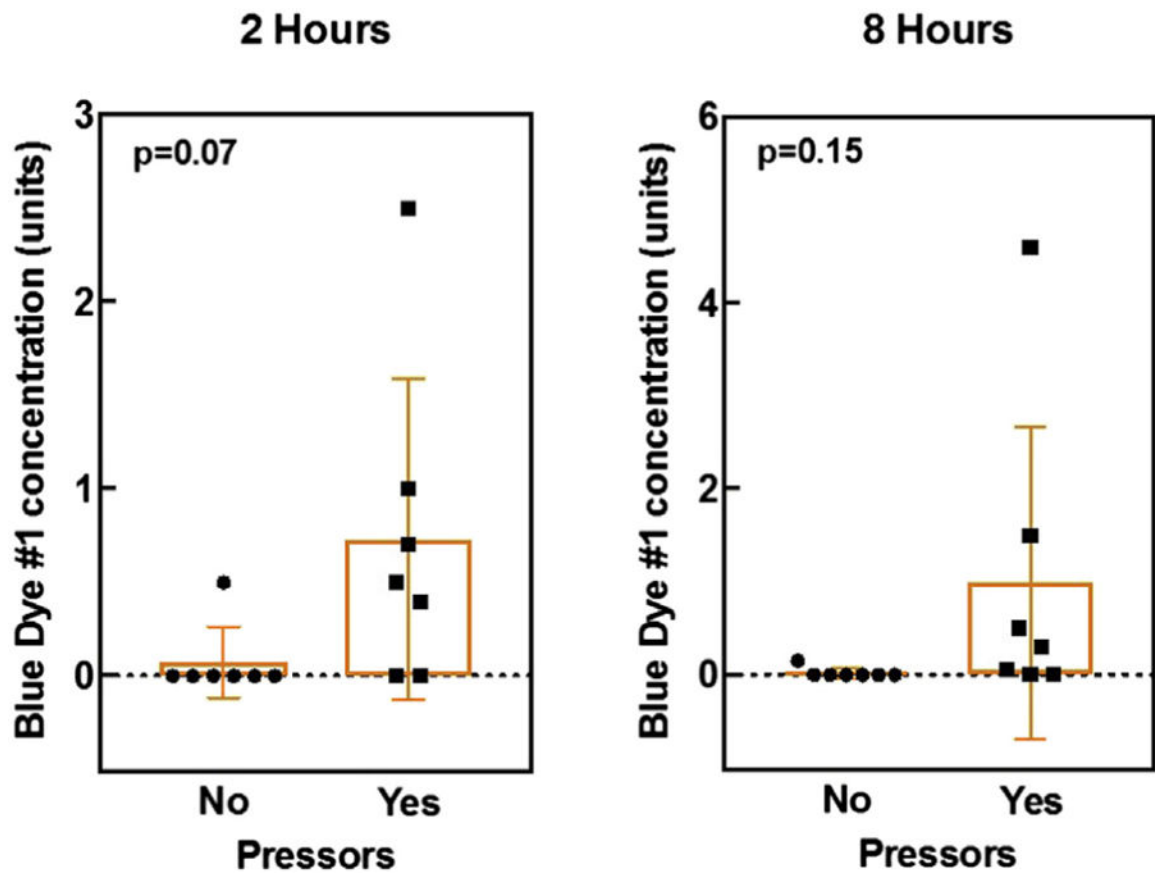 2 Hours
Blue Dye #1 concentration (units)
3
2
1
0
p=0.07
No
Yes
Pressors
8 Hours
Blue Dye #1 concentration (units)
6
4
2
0
p=0.15
No
Yes
Pressors